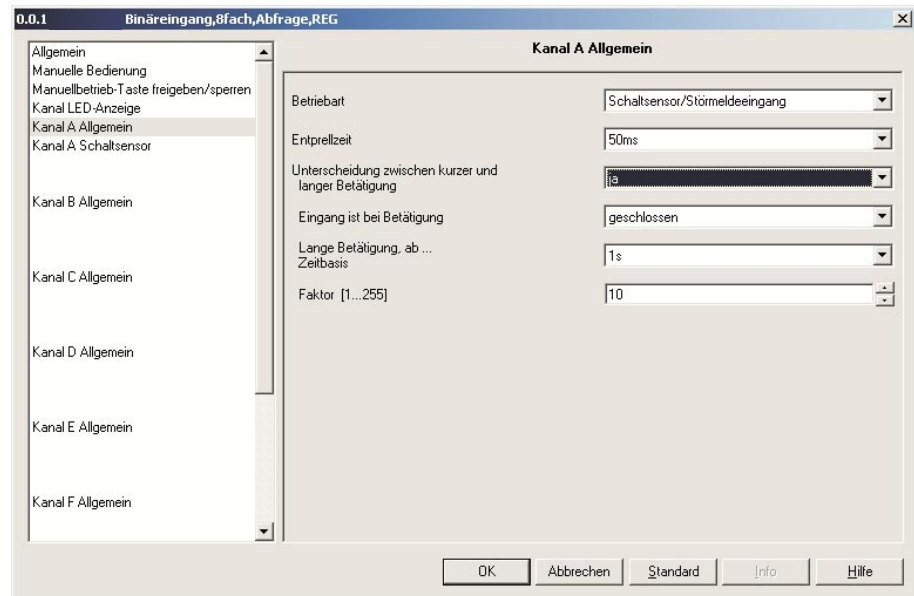 0.0.1 Binäreingang,8fach,Abfrage,REG
Allgemein
Manuelle Bedienung
Manuellbetrieb-Taste freigeben/sperren
Kanal LED-Anzeige
Kanal A Allgemein
Kanal A Schaltsensor
Kanal B Allgemein
Kanal C Allgemein
Kanal D Allgemein
Kanal E Allgemein
Kanal F Allgemein
Kanal A Allgemein
Betriebart
Schaltsensor/Störmeldeeingang
Entprellzeit
50ms
Unterscheidung zwischen kurzer und
langer Betätigung
ja
Eingang ist bei Betätigung
geschlossen
Lange Betätigung, ab ...
Zeitbasis
1s
Faktor [1...255]
10
OK
Abbrechen
Standard
Info
Hilfe